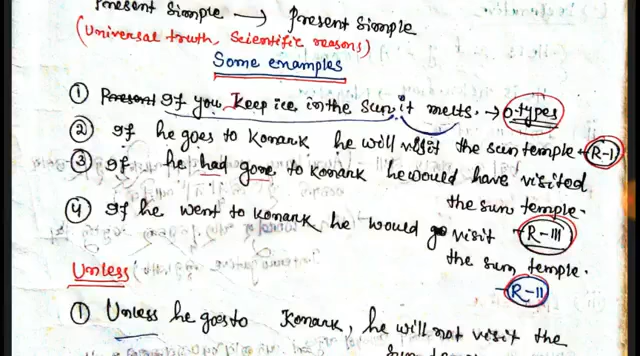 Present Simple → Present Simple
(Universal truth, Scientific reasons)
Some examples
① Present If you keep ice in the sun it melts. → 0-types
② If he goes to Konark he will visit the sun temple → R-I
③ If he had gone to Konark he would have visited
the sun temple.
→ R-III
④ If he went to Konark he would go visit
the sun temple.
→ R-II
Unless
① Unless he goes to Konark, he will not visit the
sun temple